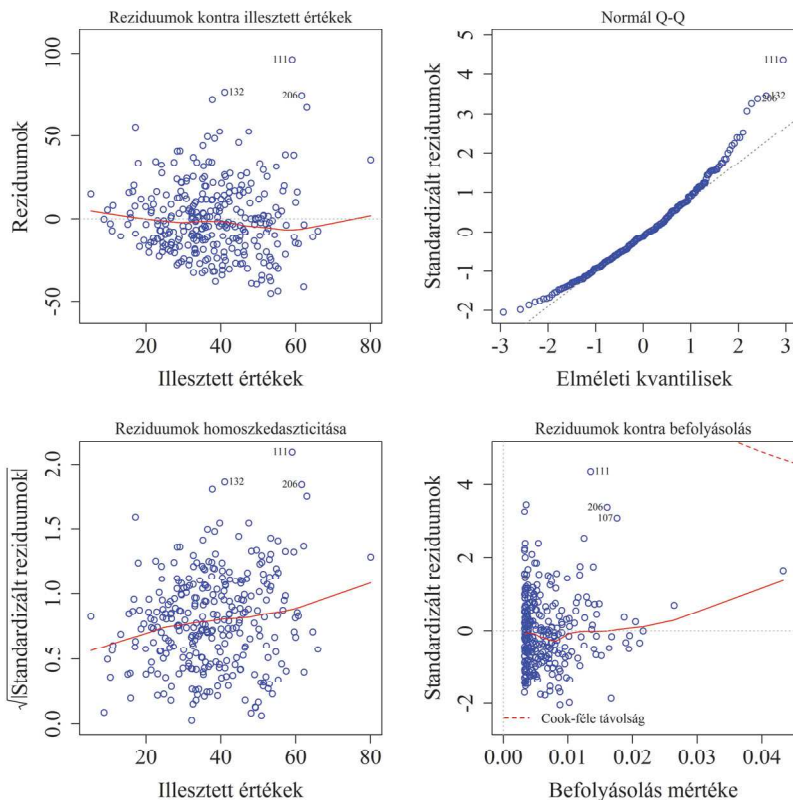 Reziduumok kontra illesztett értékek
Reziduumok
100
50
0
-50
111
132
206
20 40 60 80
Illesztett értékek
Normál Q-Q
Standardizált reziduumok
5
4
3
2
1
0
-1
-2
111
132
206
-3 -2 -1 0 1 2 3
Elméleti kvantilisek
Reziduumok homoszkedaszticitása
√|Standardizált reziduumok|
2.0
1.5
1.0
0.5
0.0
111
132
206
20 40 60 80
Illesztett értékek
Reziduumok kontra befolyásolás
Standardizált reziduumok
4
2
0
-2
111
206
107
Cook-féle távolság
0.00 0.01 0.02 0.03 0.04
Befolyásolás mértéke